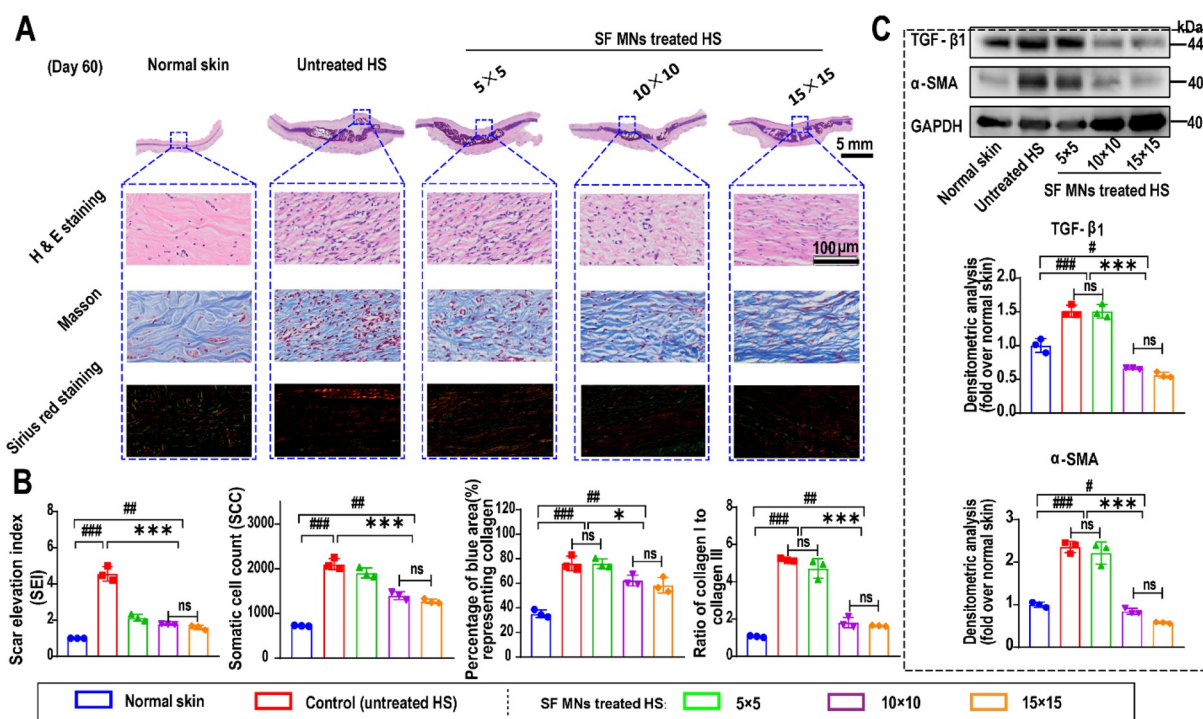 A
(Day 60)
Normal skin
Untreated HS
SF MNs treated HS
5×5
10×10
15×15
5 mm
H & E staining
100 μm
Masson
Sirius red staining
B
Scar elevation index
(SEI)
5
4
3
2
1
0
##
###
***
ns
Somatic cell count (SCC)
3000
2000
1000
0
##
###
***
ns
Percentage of blue area(%)
representing collagen
120
100
80
60
40
20
0
##
###
*
ns
ns
Ratio of collagen I to
collagen III
6
4
2
0
##
###
***
ns
ns
C
kDa
TGF-β1
44
α-SMA
40
GAPDH
40
Normal skin
Untreated HS
5×5
10×10
15×15
SF MNs treated HS
TGF-β1
Densitometric analysis
(fold over normal skin)
2.0
1.5
1.0
0.5
0.0
#
###
***
ns
ns
α-SMA
Densitometric analysis
(fold over normal skin)
3
2
1
0
#
###
***
ns
ns
Normal skin
Control (untreated HS)
SF MNs treated HS:
5×5
10×10
15×15